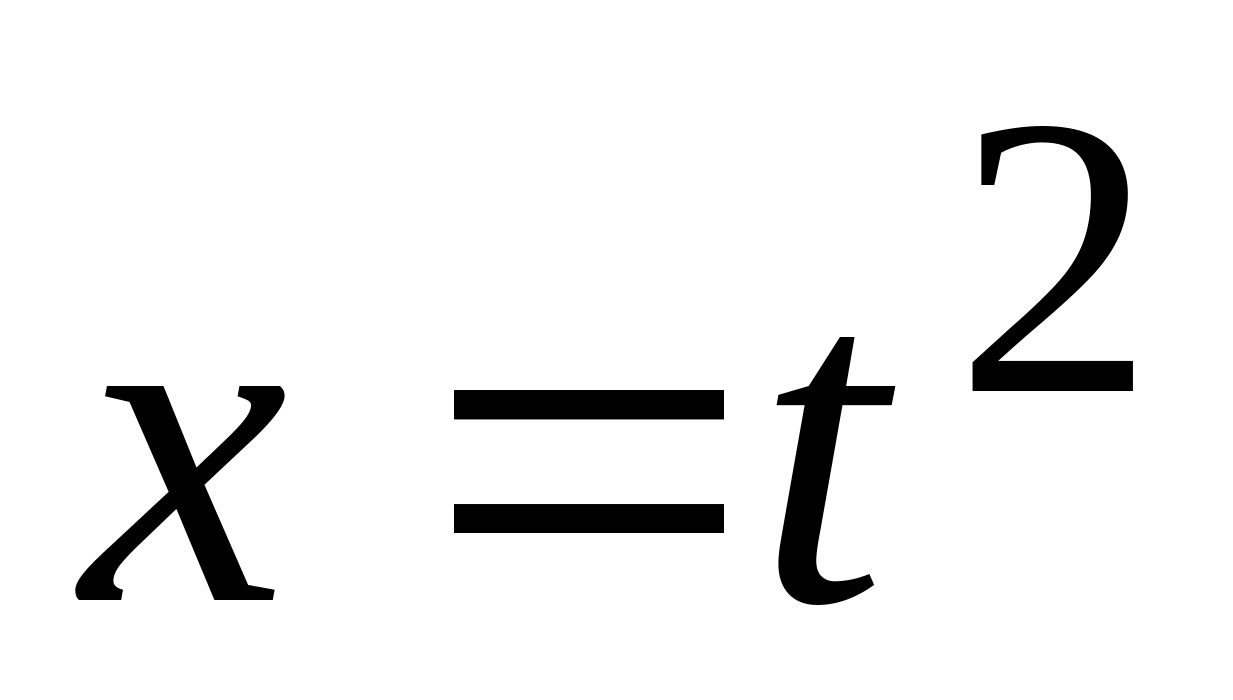 x = t²